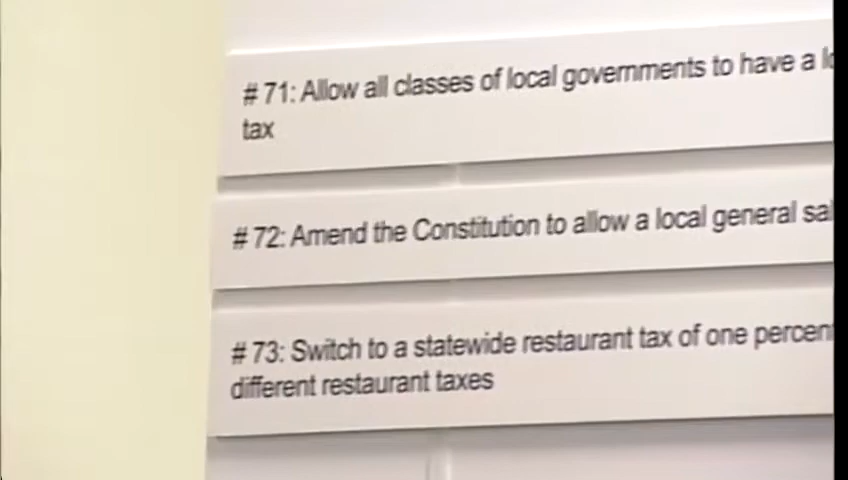 # 71: Allow all classes of local governments to have a
tax
# 72: Amend the Constitution to allow a local general
# 73: Switch to a statewide restaurant tax of one
different restaurant taxes